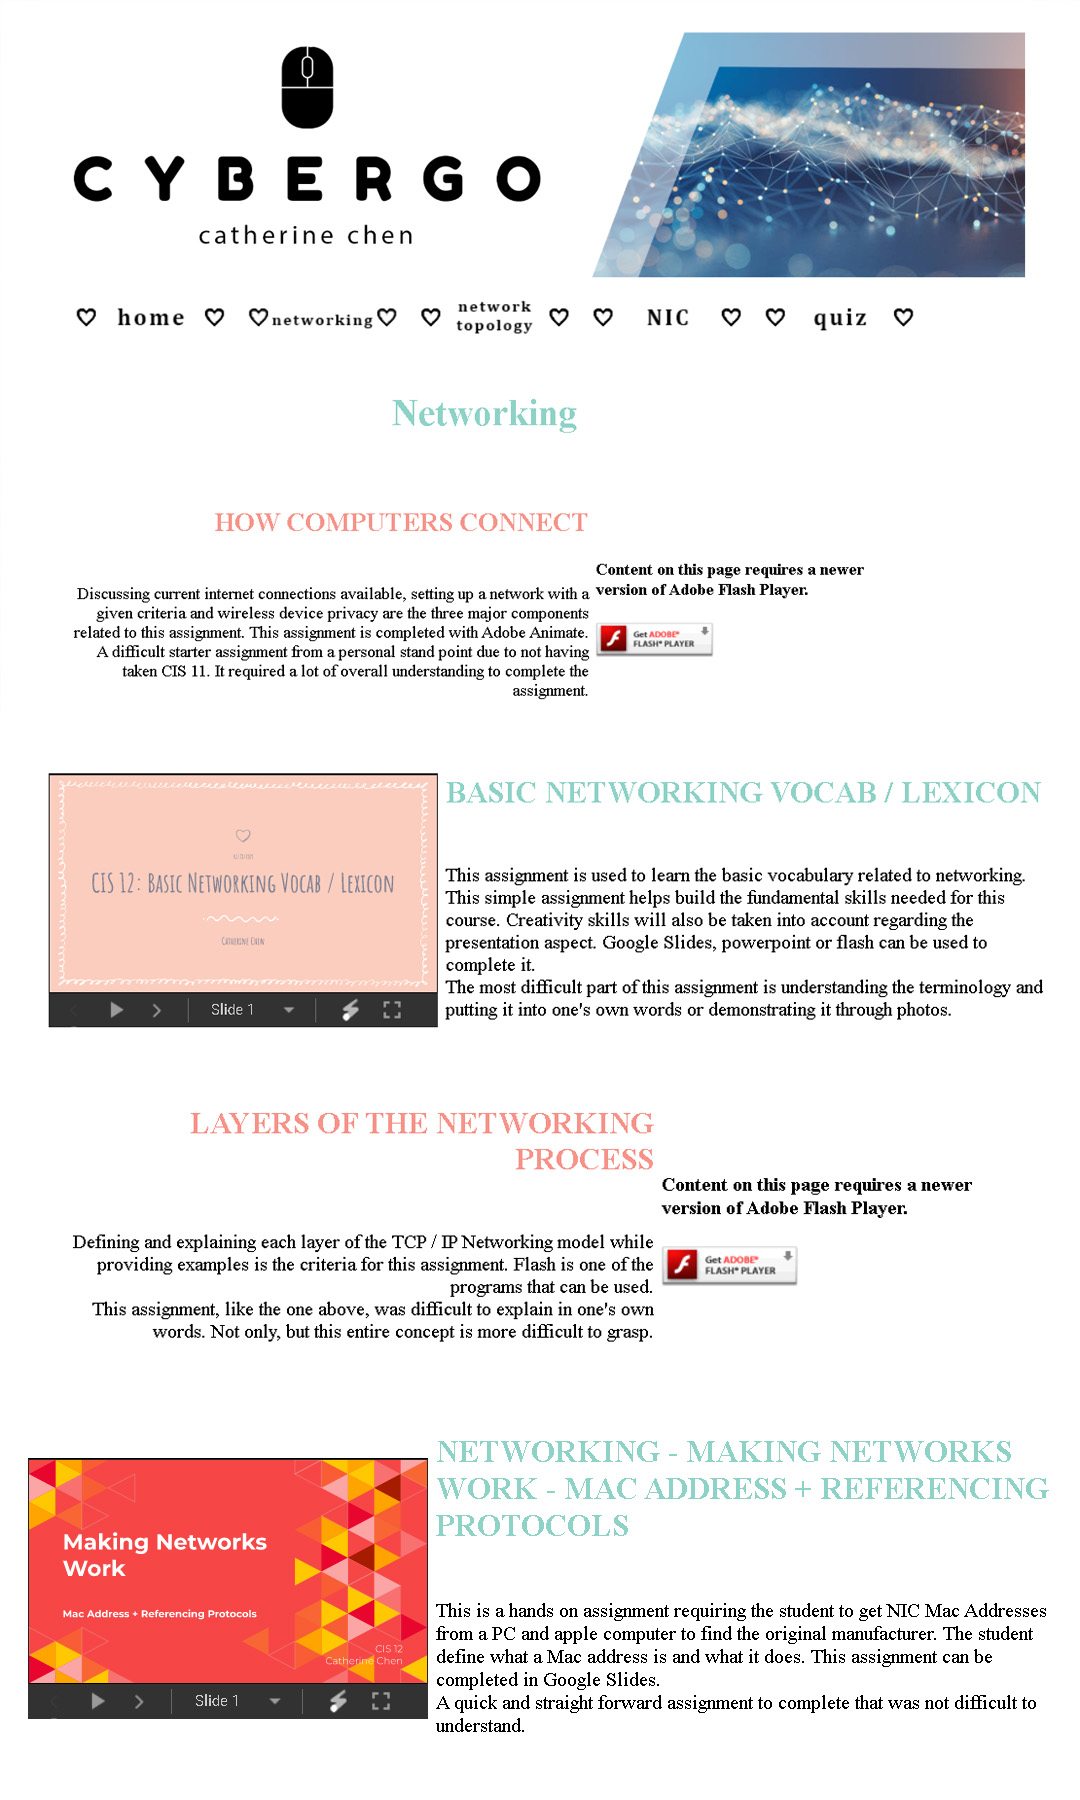 CYBERGO
catherine chen
home
networking
network
topology
NIC
quiz
Networking
HOW COMPUTERS CONNECT
Discussing current internet connections available, setting up a network with a
given criteria and wireless device privacy are the three major components
related to this assignment. This assignment is completed with Adobe Animate.
A difficult starter assignment from a personal stand point due to not having
taken CIS 11. It required a lot of overall understanding to complete the
assignment.
Content on this page requires a newer
version of Adobe Flash Player.
Get ADOBE®
FLASH® PLAYER
CIS 12: Basic Networking Vocab / Lexicon
Catherine Chen
Slide 1
BASIC NETWORKING VOCAB / LEXICON
This assignment is used to learn the basic vocabulary related to networking.
This simple assignment helps build the fundamental skills needed for this
course. Creativity skills will also be taken into account regarding the
presentation aspect. Google Slides, powerpoint or flash can be used to
complete it.
The most difficult part of this assignment is understanding the terminology and
putting it into one's own words or demonstrating it through photos.
LAYERS OF THE NETWORKING
PROCESS
Defining and explaining each layer of the TCP / IP Networking model while
providing examples is the criteria for this assignment. Flash is one of the
programs that can be used.
This assignment, like the one above, was difficult to explain in one's own
words. Not only, but this entire concept is more difficult to grasp.
Content on this page requires a newer
version of Adobe Flash Player.
Get ADOBE®
FLASH® PLAYER
Making Networks
Work
Mac Address + Referencing Protocols
CIS 12
Catherine Chen
Slide 1
NETWORKING - MAKING NETWORKS
WORK - MAC ADDRESS + REFERENCING
PROTOCOLS
This is a hands on assignment requiring the student to get NIC Mac Addresses
from a PC and apple computer to find the original manufacturer. The student
define what a Mac address is and what it does. This assignment can be
completed in Google Slides.
A quick and straight forward assignment to complete that was not difficult to
understand.